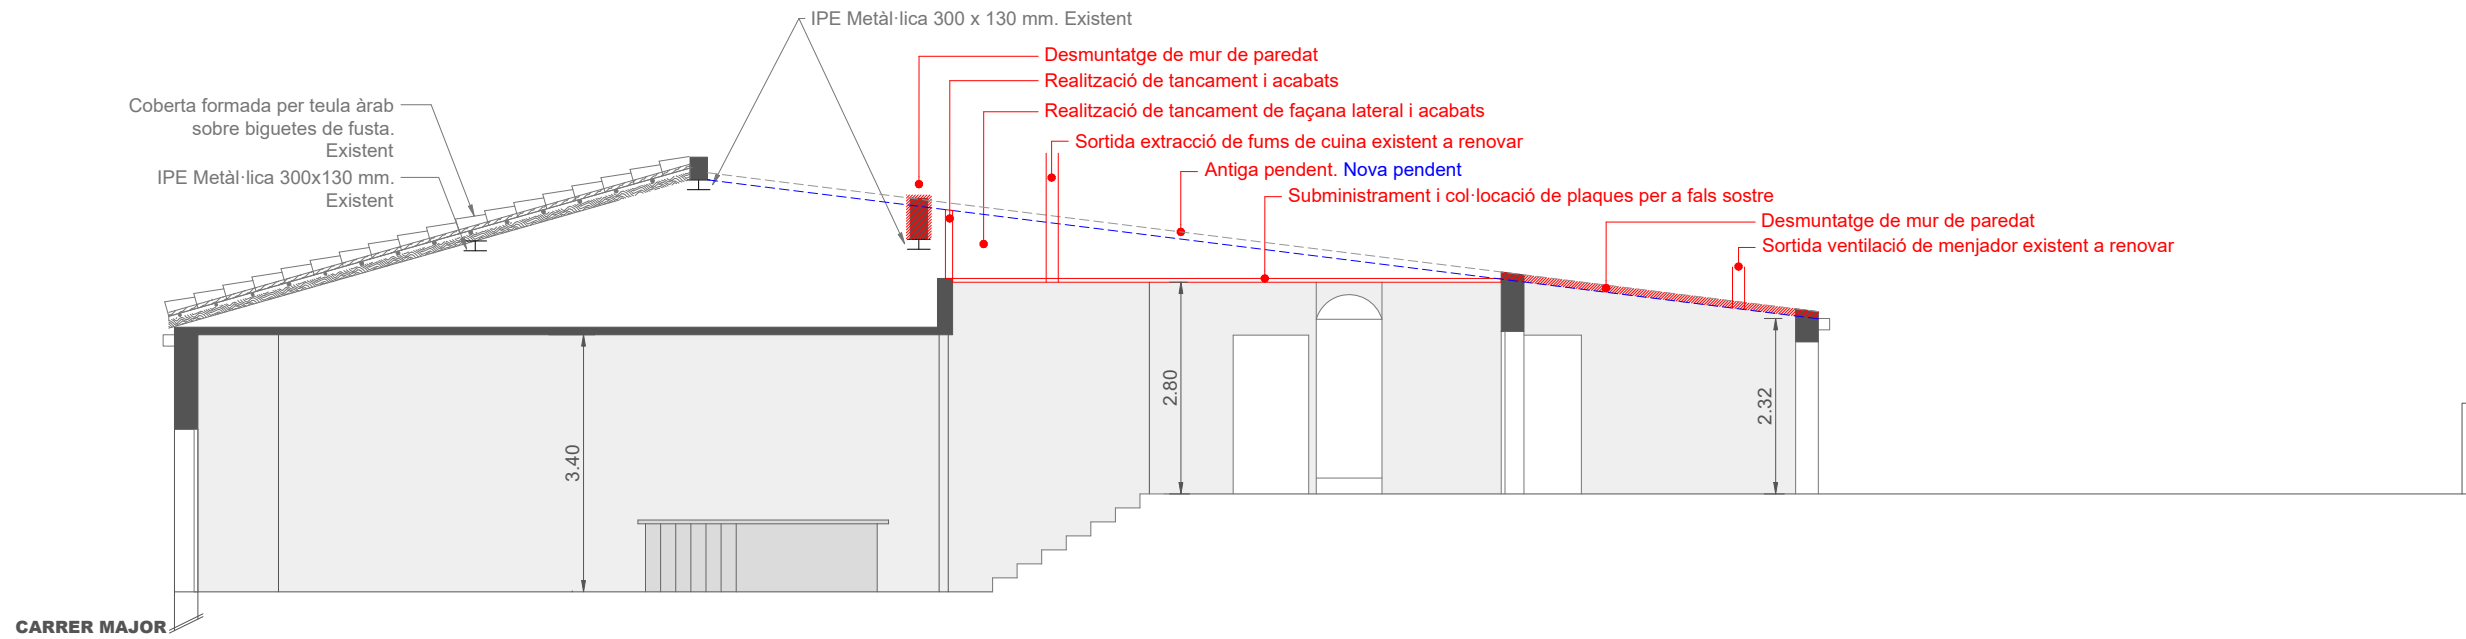 IPE Metàl·lica 300 x 130 mm. Existent
Desmuntatge de mur de paredat
Realització de tancament i acabats
Coberta formada per teula àrab
sobre biguetes de fusta.
Existent
Realització de tancament de façana lateral i acabats
Sortida extracció de fums de cuina existent a renovar
IPE Metàl·lica 300x130 mm.
Existent
Antiga pendent. Nova pendent
Subministrament i col·locació de plaques per a fals sostre
Desmuntatge de mur de paredat
Sortida ventilació de menjador existent a renovar
2.80
2.32
3.40
CARRER MAJOR